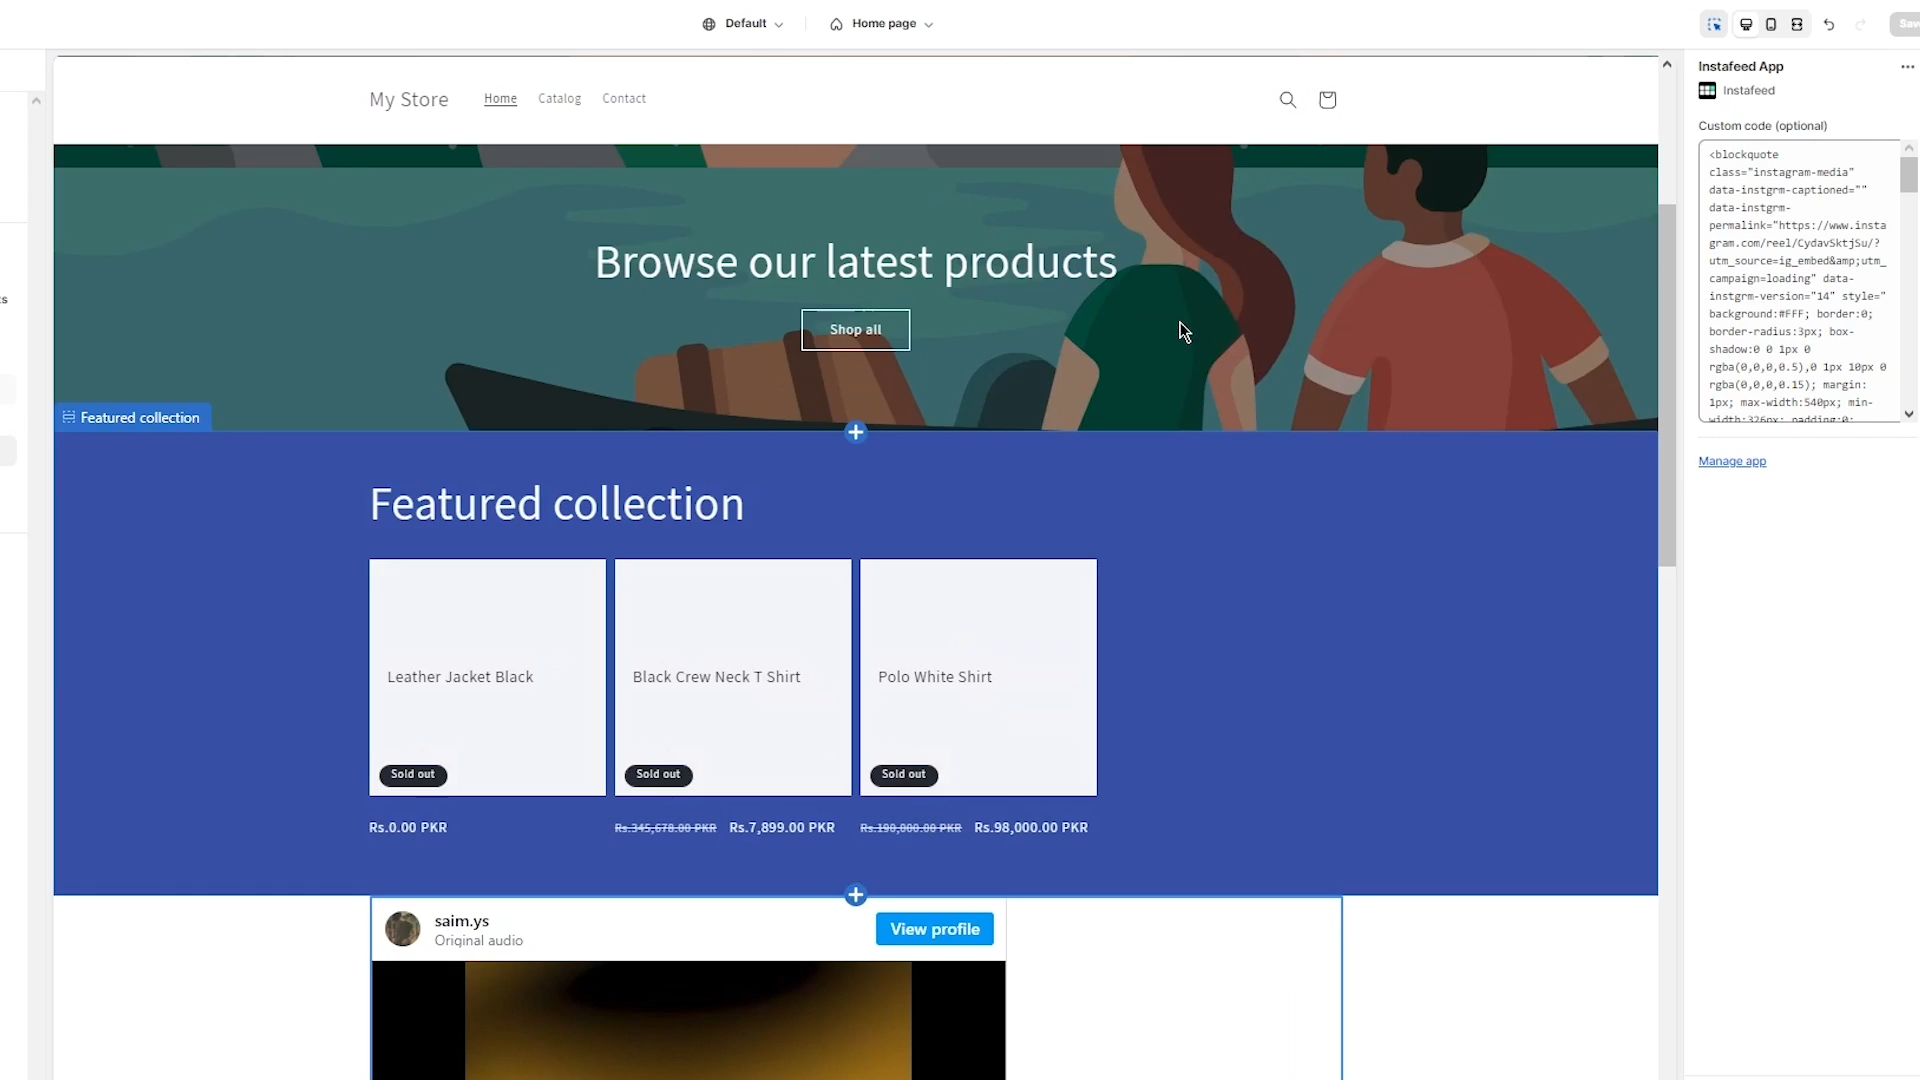 Default
Home page
Save
Instafeed App
Instafeed
Custom code (optional)
<blockquote
class="instagram-media"
data-instgrm-captioned=""
data-instgrm-
permalink="https://www.insta
gram.com/reel/CydavSktjSu/?
utm_source=ig_embed&amp;utm_
campaign=loading" data-
instgrm-version="14" style="
background:#FFF; border:0;
border-radius:3px; box-
shadow:0 0 1px 0
rgba(0,0,0,0.5),0 1px 10px 0
rgba(0,0,0,0.15); margin:
1px; max-width:540px; min-
width:326px; padding:0;
Manage app
My Store
Home
Catalog
Contact
Browse our latest products
Shop all
Featured collection
Featured collection
Leather Jacket Black
Black Crew Neck T Shirt
Polo White Shirt
Sold out
Sold out
Sold out
Rs.0.00 PKR
Rs.345,678.00 PKR Rs.7,899.00 PKR
Rs.190,000.00 PKR Rs.98,000.00 PKR
saim.ys
Original audio
View profile